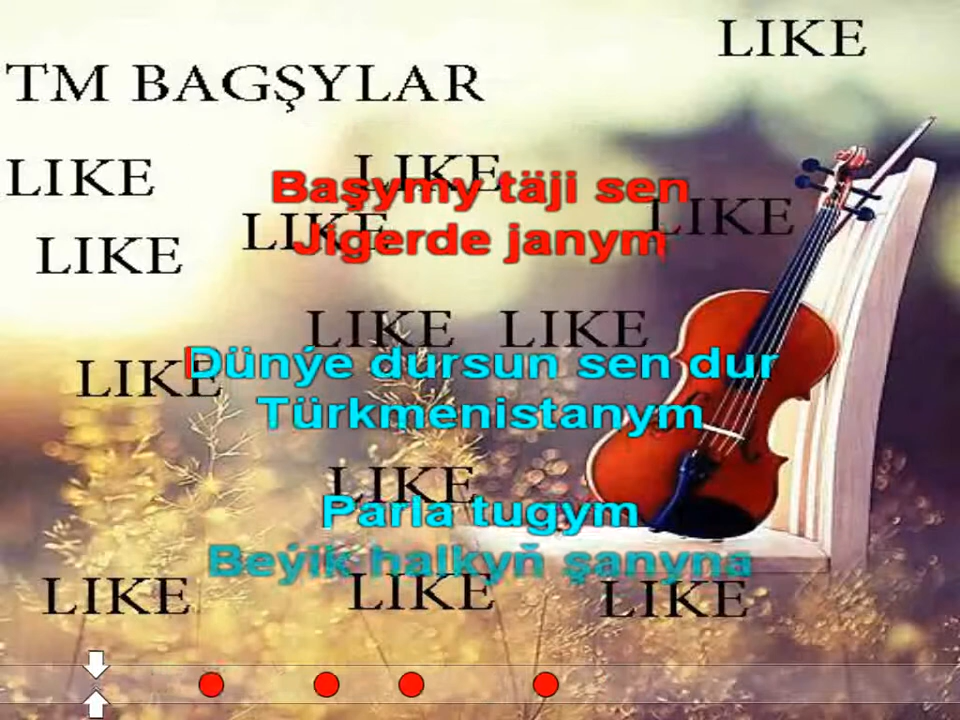 LIKE
TM BAGŞYLAR
LIKE
LIKE
Başymy täji sen
LIKE
LIKE
Jigerde janym
LIKE
LIKE
LIKE
Dünýe dursun sen dur
LIKE
Türkmenistanym
LIKE
Parla tugym
Beýik halkyň şanyna
LIKE
LIKE
LIKE